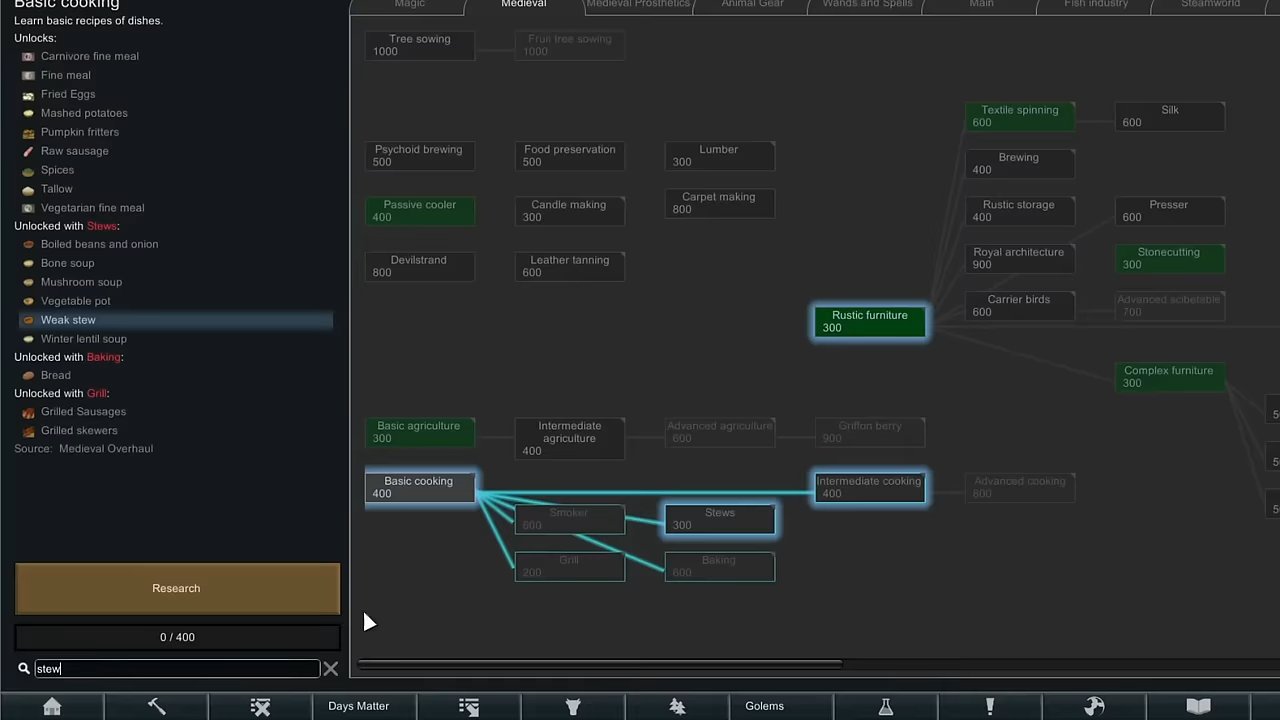 Basic cooking
Learn basic recipes of dishes.
Unlocks:
Carnivore fine meal
Fine meal
Fried Eggs
Mashed potatoes
Pumpkin fritters
Raw sausage
Spices
Tallow
Vegetarian fine meal
Unlocked with Stews:
Boiled beans and onion
Bone soup
Mushroom soup
Vegetable pot
Weak stew
Winter lentil soup
Unlocked with Baking:
Bread
Unlocked with Grill:
Grilled Sausages
Grilled skewers
Source: Medieval Overhaul
Research
0 / 400
stew
Magic
Medieval
Medieval Prosthetics
Animal Gear
Wands and Spells
Main
Fish industry
Steamworld
Tree sowing
1000
Fruit tree sowing
1000
Textile spinning
600
Silk
600
Psychoid brewing
500
Food preservation
500
Lumber
300
Brewing
400
Passive cooler
400
Candle making
300
Carpet making
800
Rustic storage
400
Presser
600
Devilstrand
800
Leather tanning
600
Royal architecture
900
Stonecutting
300
Carrier birds
600
Advanced scibetable
700
Rustic furniture
300
Complex furniture
300
Basic agriculture
300
Intermediate
agriculture
400
Advanced agriculture
600
Griffon berry
900
Basic cooking
400
Intermediate cooking
400
Advanced cooking
600
Smoker
600
Stews
300
Grill
200
Baking
600
Days Matter
Golems